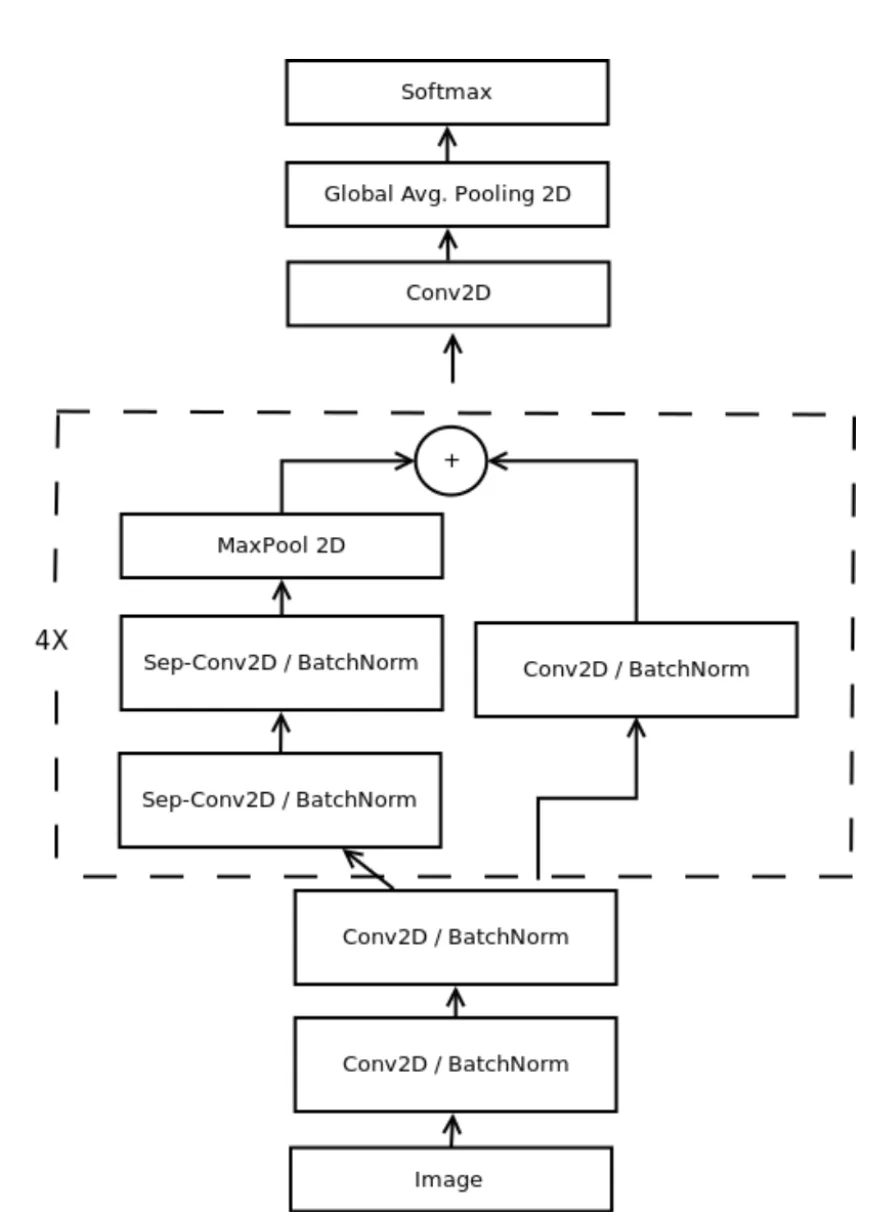 Softmax
Global Avg. Pooling 2D
Conv2D
+
MaxPool 2D
4X
Sep-Conv2D / BatchNorm
Conv2D / BatchNorm
Sep-Conv2D / BatchNorm
Conv2D / BatchNorm
Conv2D / BatchNorm
Image